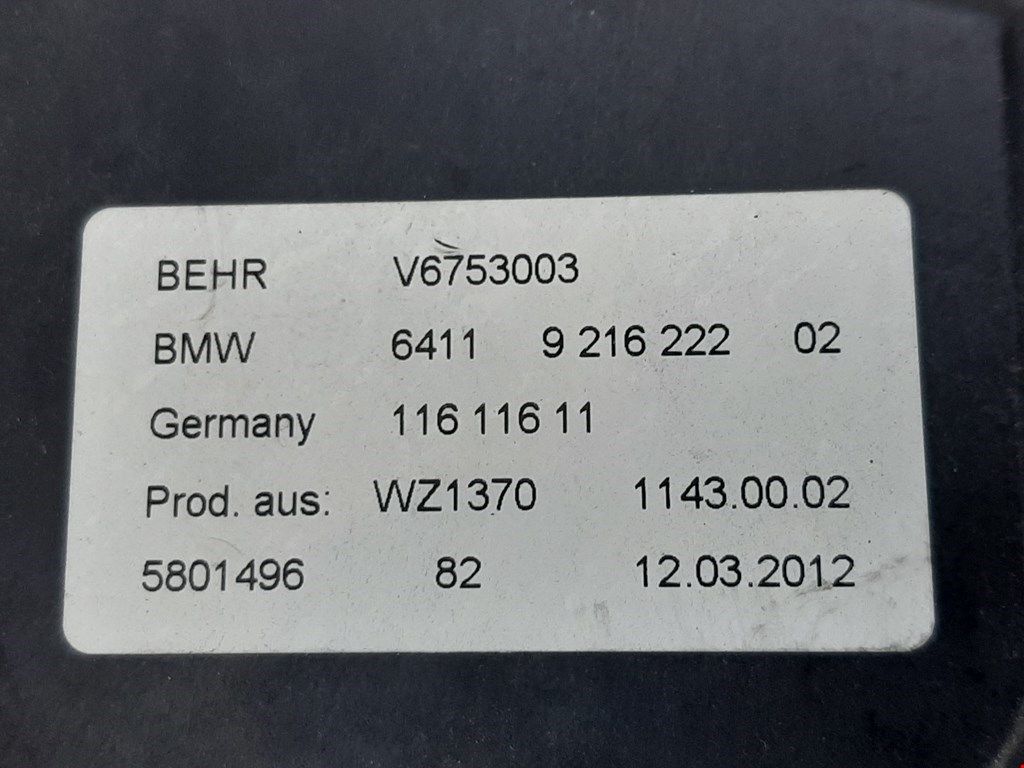 BEHR V6753003
BMW 6411 9 216 222 02
Germany 116 116 11
Prod. aus: WZ1370 1143.00.02
5801496 82 12.03.2012